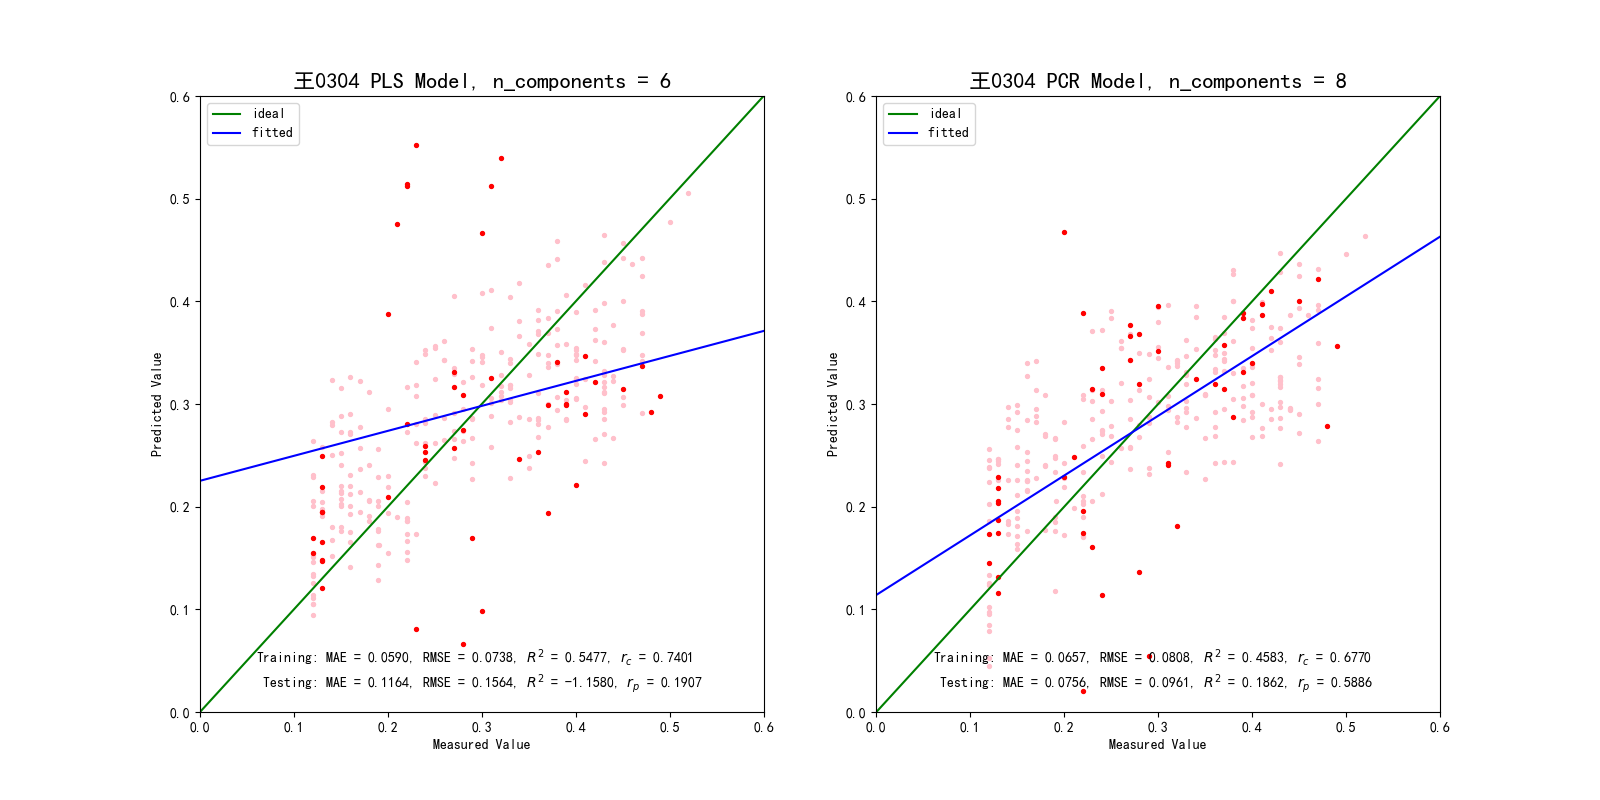 王0304 PLS Model, n_components = 6
ideal
fitted
0.6
0.5
0.4
0.3
0.2
0.1
0.0
Predicted Value
Training: MAE = 0.0590, RMSE = 0.0738, R² = 0.5477, r_c = 0.7401
Testing: MAE = 0.1164, RMSE = 0.1564, R² = −1.1580, r_p = 0.1907
0.0 0.1 0.2 0.3 0.4 0.5 0.6
Measured Value
王0304 PCR Model, n_components = 8
ideal
fitted
0.6
0.5
0.4
0.3
0.2
0.1
0.0
Predicted Value
Training: MAE = 0.0657, RMSE = 0.0808, R² = 0.4583, r_c = 0.6770
Testing: MAE = 0.0756, RMSE = 0.0961, R² = 0.1862, r_p = 0.5886
0.0 0.1 0.2 0.3 0.4 0.5 0.6
Measured Value